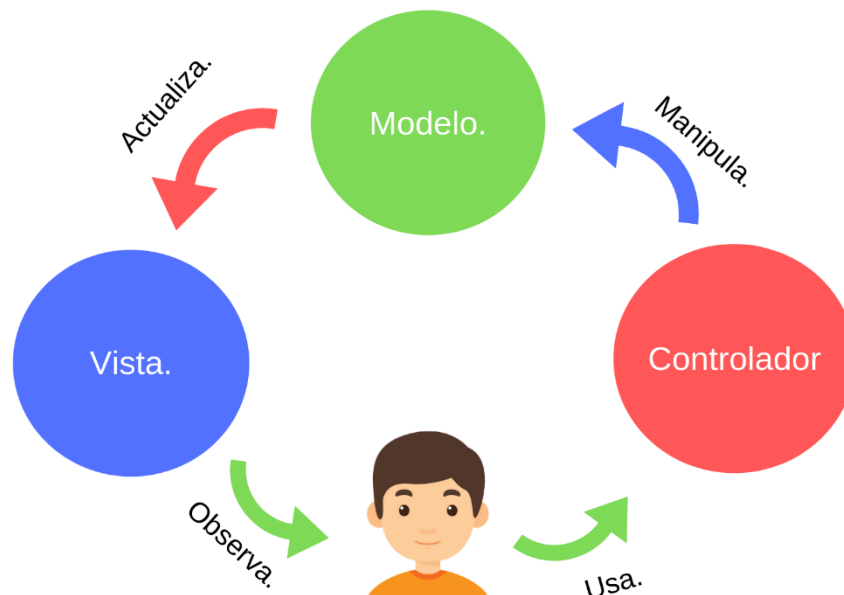 Actualiza.
Modelo.
Manipula.
Vista.
Controlador
Observa.
Usa.